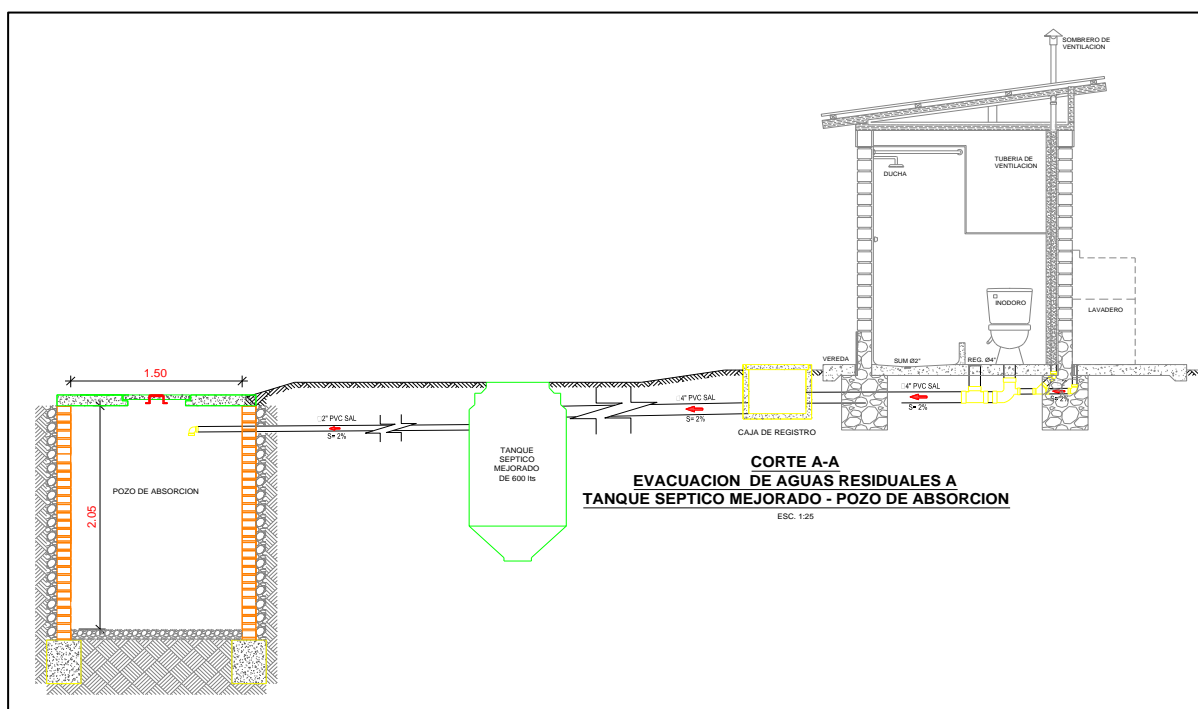 SOMBRERO DE
VENTILACION
TUBERIA DE
VENTILACION
DUCHA
INODORO
LAVADERO
VEREDA
SUM Ø2"
REG. Ø4"
1.50
□4" PVC SAL
S= 2%
□4" PVC SAL
S= 2%
S= 2%
□2" PVC SAL
S= 2%
CAJA DE REGISTRO
TANQUE
SEPTICO
MEJORADO
DE 600 lts
POZO DE ABSORCION
2.05
CORTE A-A
EVACUACION DE AGUAS RESIDUALES A
TANQUE SEPTICO MEJORADO - POZO DE ABSORCION
ESC. 1:25